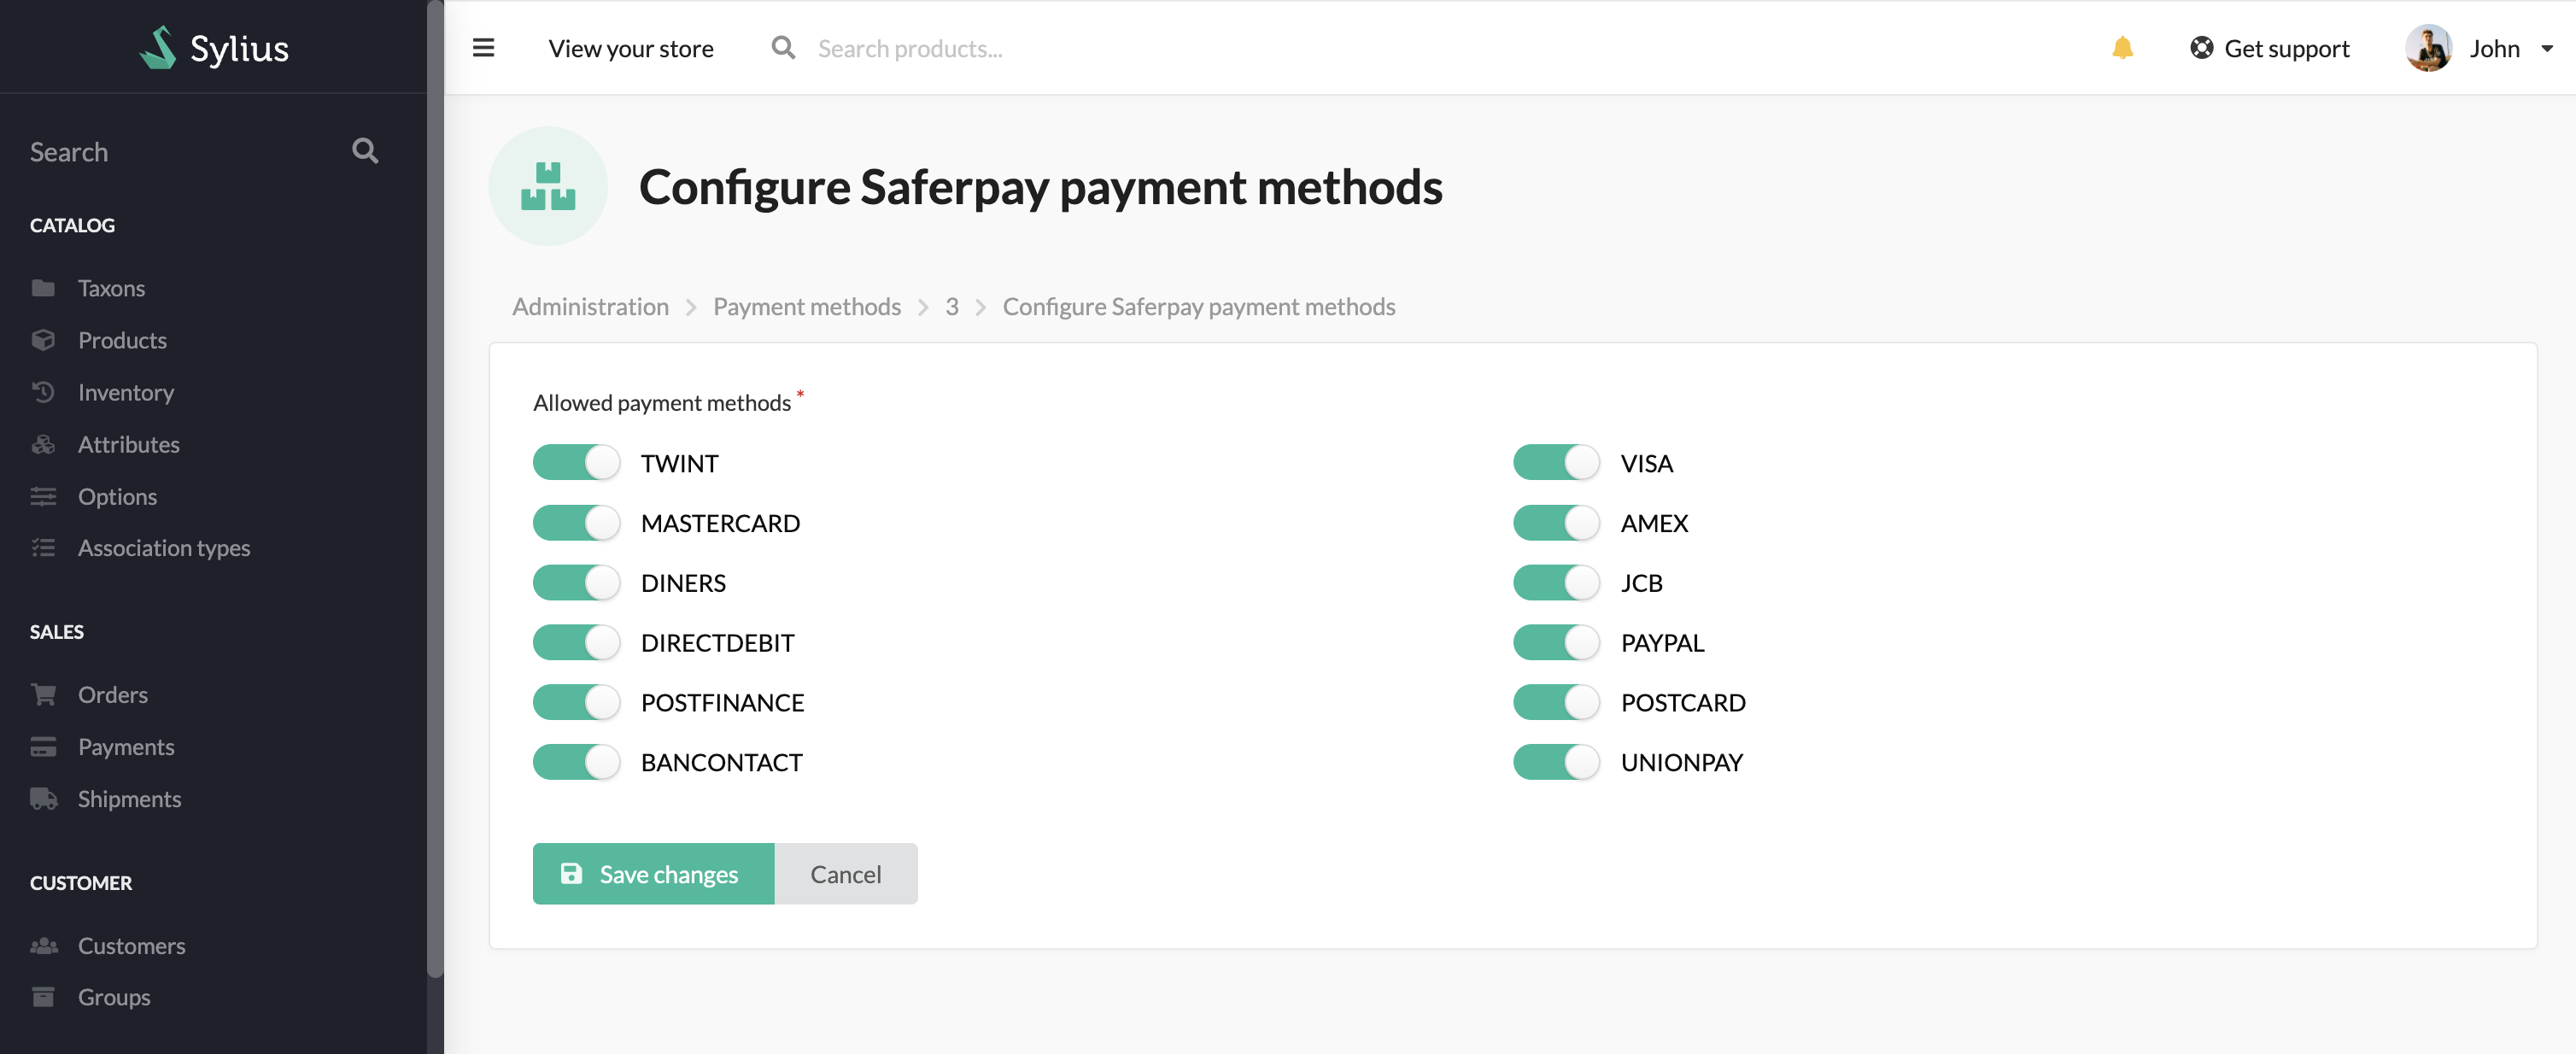 Sylius
Search
CATALOG
Taxons
Products
Inventory
Attributes
Options
Association types
SALES
Orders
Payments
Shipments
CUSTOMER
Customers
Groups
View your store
Search products...
Get support
John
Configure Saferpay payment methods
Administration > Payment methods > 3 > Configure Saferpay payment methods
Allowed payment methods *
TWINT
VISA
MASTERCARD
AMEX
DINERS
JCB
DIRECTDEBIT
PAYPAL
POSTFINANCE
POSTCARD
BANCONTACT
UNIONPAY
Save changes
Cancel